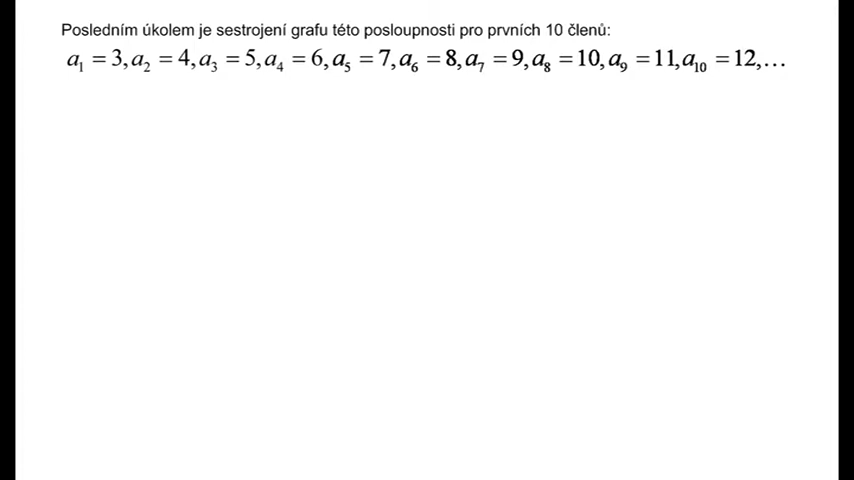 Posledním úkolem je sestrojení grafu této posloupnosti pro prvních 10 členů:
a₁ = 3, a₂ = 4, a₃ = 5, a₄ = 6, a₅ = 7, a₆ = 8, a₇ = 9, a₈ = 10, a₉ = 11, a₁₀ = 12, …